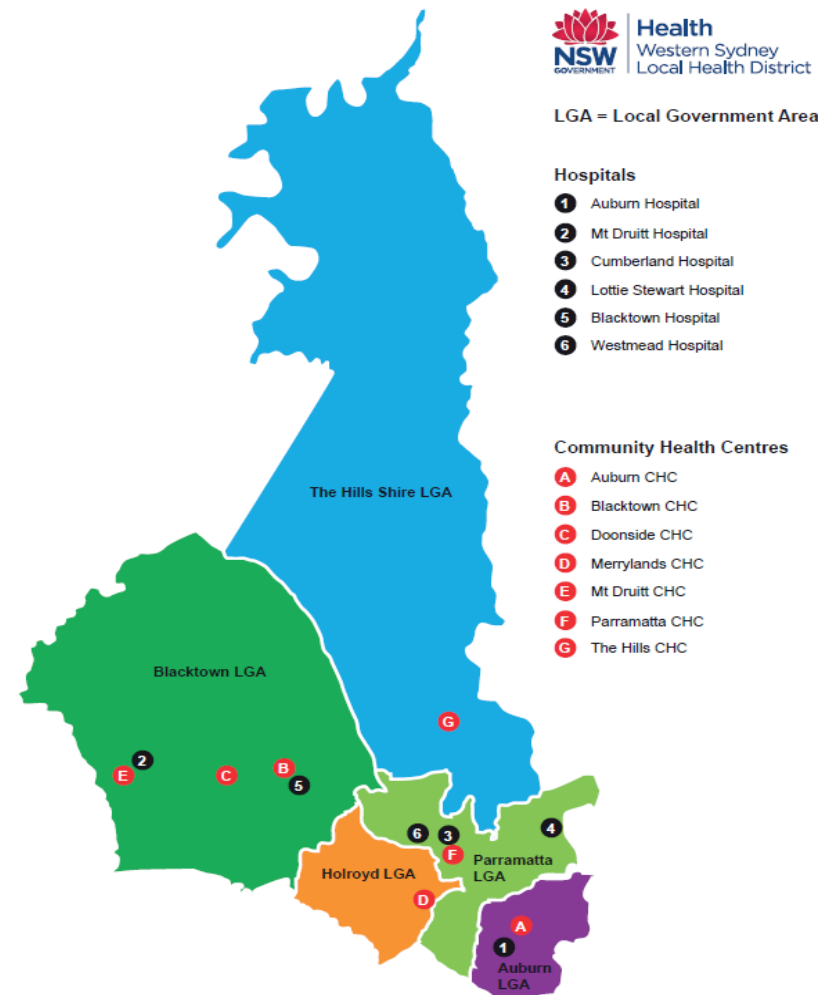 NSW
GOVERNMENT
Health
Western Sydney
Local Health District
LGA = Local Government Area
Hospitals
1 Auburn Hospital
2 Mt Druitt Hospital
3 Cumberland Hospital
4 Lottie Stewart Hospital
5 Blacktown Hospital
6 Westmead Hospital
Community Health Centres
A Auburn CHC
B Blacktown CHC
C Doonside CHC
D Merrylands CHC
E Mt Druitt CHC
F Parramatta CHC
G The Hills CHC
The Hills Shire LGA
Blacktown LGA
G
2
E
C
B
5
6
3
4
F
Parramatta
LGA
Holroyd LGA
D
A
1
Auburn
LGA